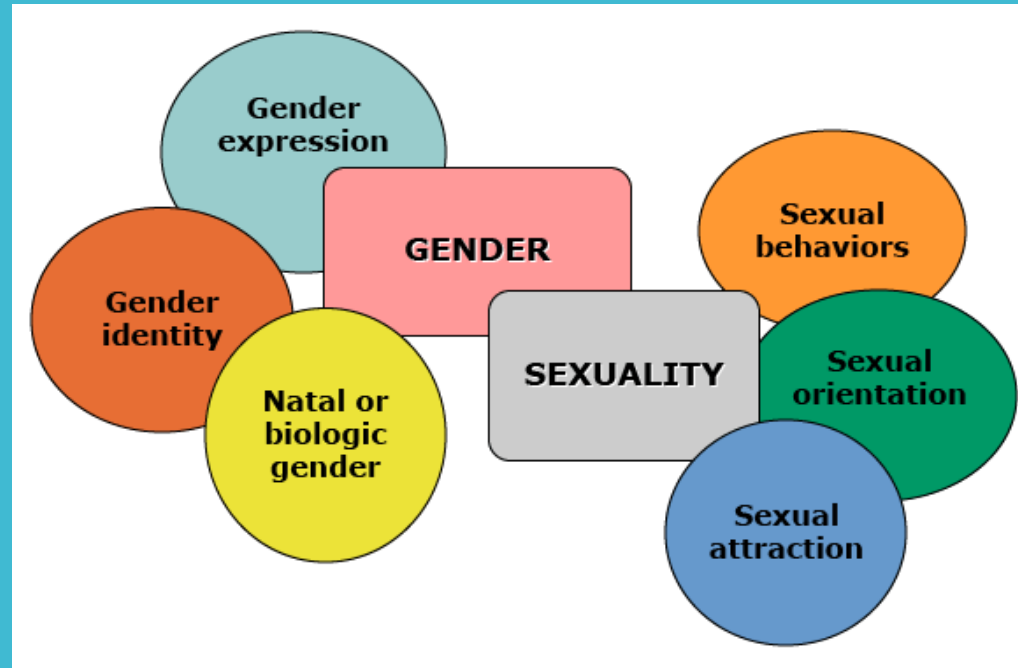 Gender
expression
GENDER
Gender
identity
Natal or
biologic
gender
Sexual
behaviors
SEXUALITY
Sexual
orientation
Sexual
attraction